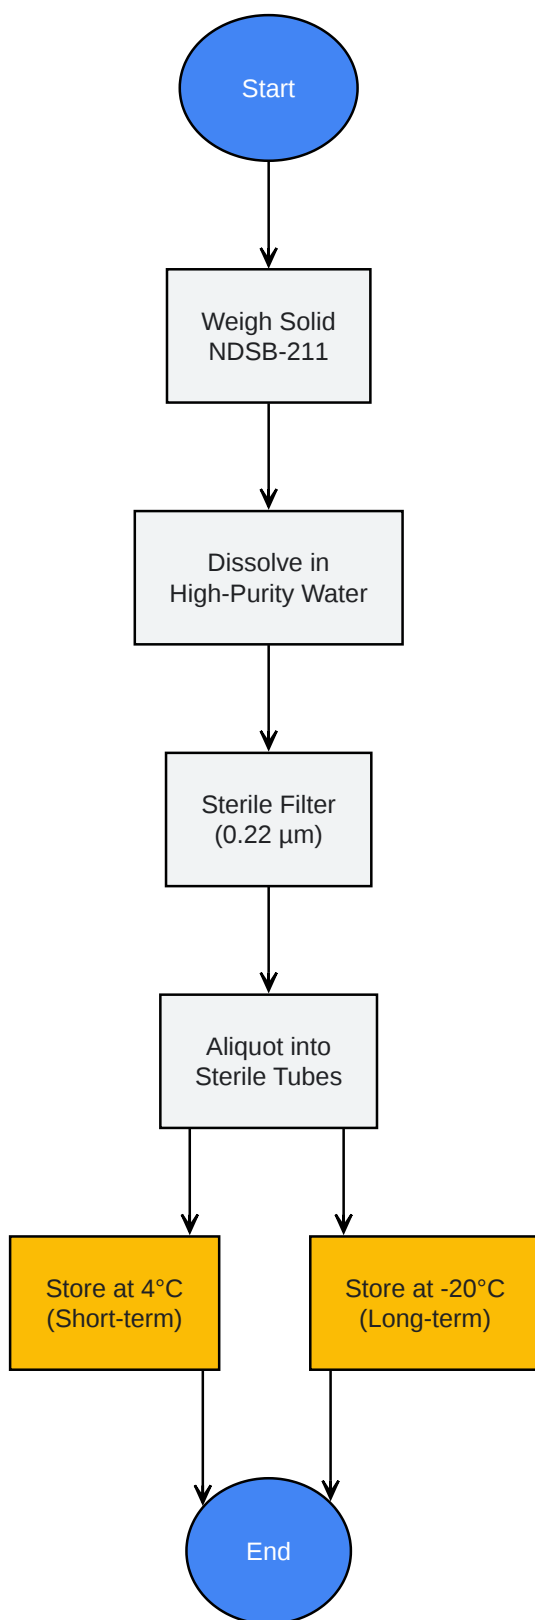 Start
Weigh Solid
NDSB-211
Dissolve in
High-Purity Water
Sterile Filter
(0.22 µm)
Aliquot into
Sterile Tubes
Store at 4°C
(Short-term)
Store at -20°C
(Long-term)
End